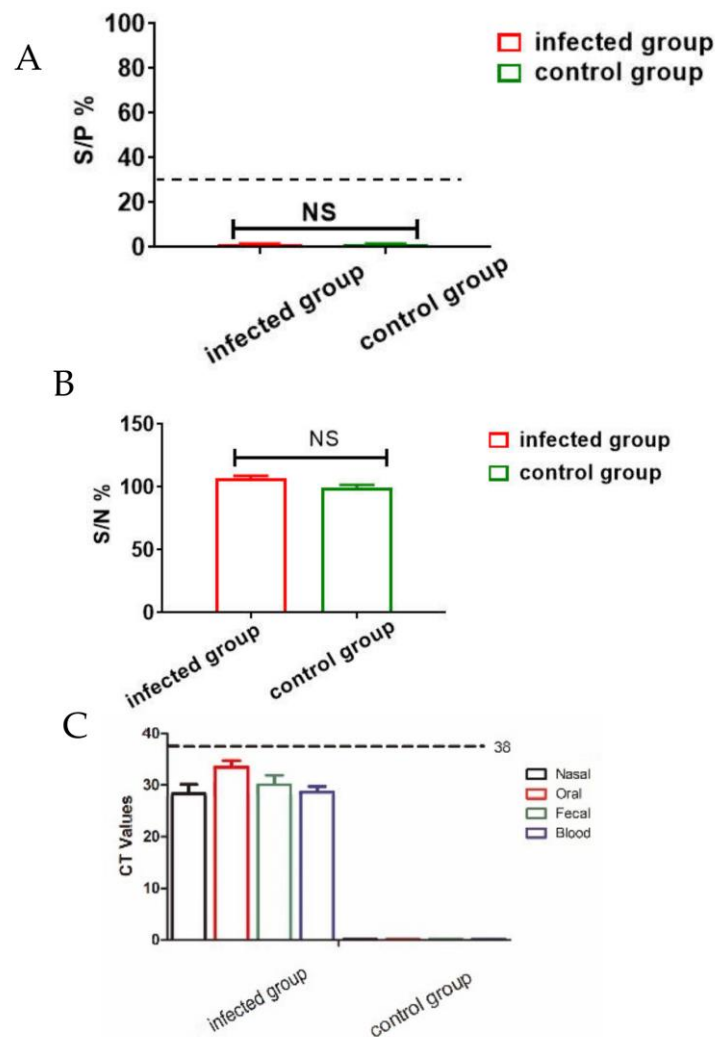 A
S/P %
100
80
60
40
20
0
NS
infected group
control group
infected group
control group
B
S/N %
150
100
50
0
NS
infected group
control group
infected group
control group
C
CT Values
40
30
20
10
0
38
Nasal
Oral
Fecal
Blood
infected group
control group